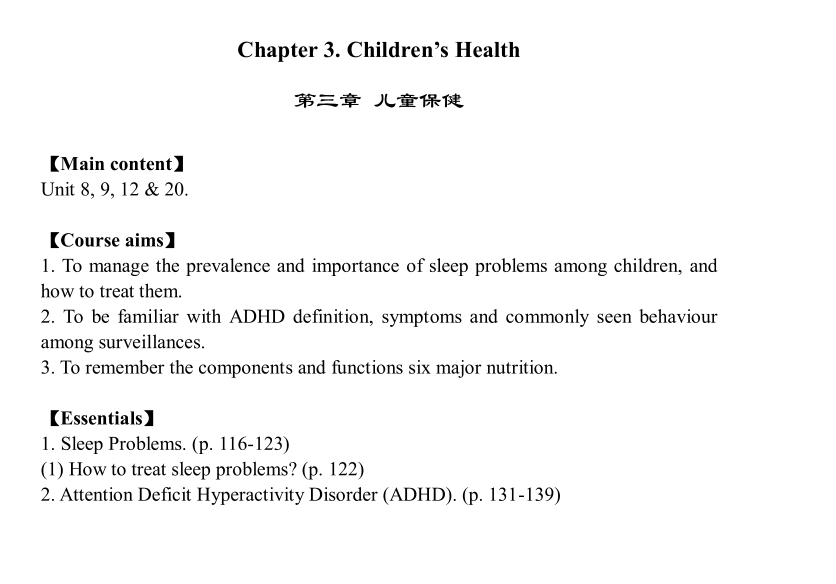 Chapter 3. Children’s Health
第三章 儿童保健
【Main content】
Unit 8, 9, 12 & 20.
【Course aims】
1. To manage the prevalence and importance of sleep problems among children, and
how to treat them.
2. To be familiar with ADHD definition, symptoms and commonly seen behaviour
among surveillances.
3. To remember the components and functions six major nutrition.
【Essentials】
1. Sleep Problems. (p. 116-123)
(1) How to treat sleep problems? (p. 122)
2. Attention Deficit Hyperactivity Disorder (ADHD). (p. 131-139)